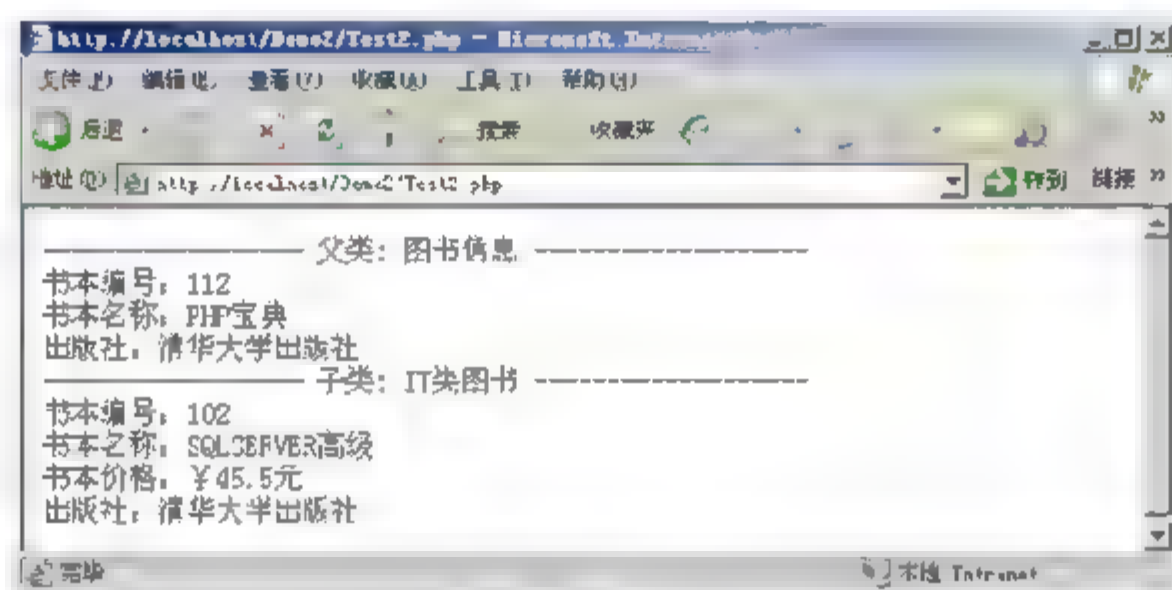 http://localhost/Demo2/Test2.php - Microsoft Int
文件(F) 编辑(E) 查看(V) 收藏(A) 工具(T) 帮助(H)
后退 搜索 收藏夹
地址(D) http://localhost/Demo2/Test2.php 转到 链接 »
—————————— 父类: 图书信息 ——————————
书本编号: 112
书本名称: PHP宝典
出版社: 清华大学出版社
—————————— 子类: IT类图书 ——————————
书本编号: 102
书本名称: SQLSERVER高级
书本价格: ¥45.5元
出版社: 清华大学出版社
完毕 本地 Intranet